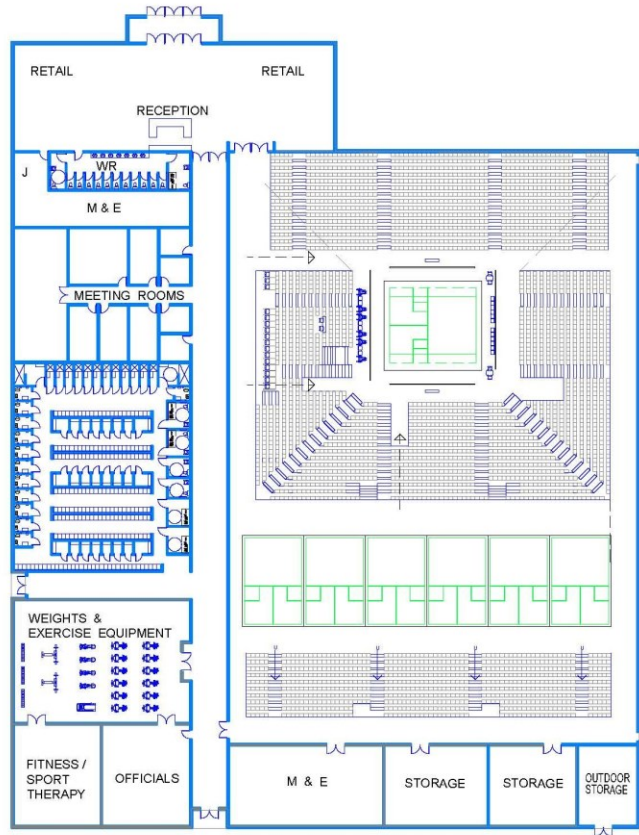 RETAIL
RETAIL
RECEPTION
J
WR
M & E
MEETING ROOMS
WEIGHTS &
EXERCISE EQUIPMENT
FITNESS /
SPORT
THERAPY
OFFICIALS
M & E
STORAGE
STORAGE
OUTDOOR
STORAGE